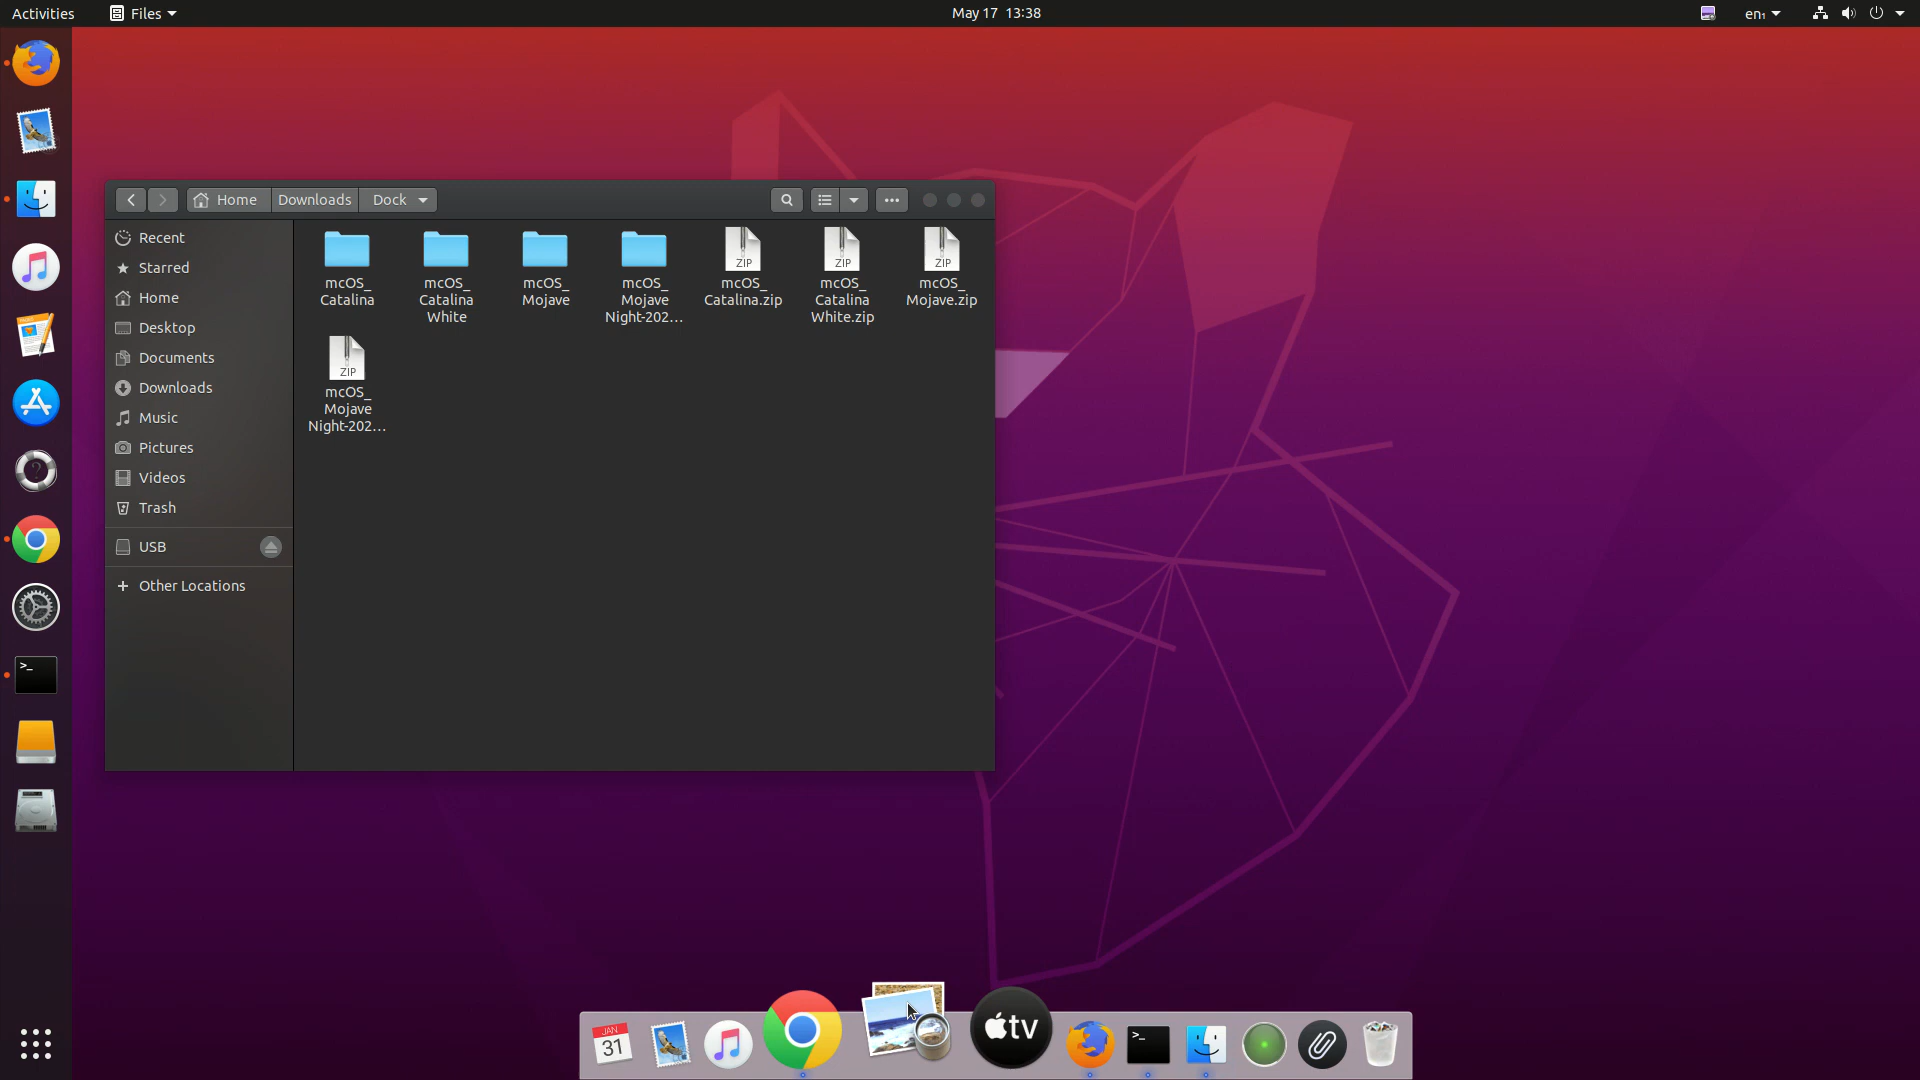 Activities
Files
May 17 13:38
en₁
Home
Downloads
Dock
Recent
Starred
Home
Desktop
Documents
Downloads
Music
Pictures
Videos
Trash
USB
Other Locations
mcOS_
Catalina
mcOS_
Catalina
White
mcOS_
Mojave
mcOS_
Mojave
Night-202...
ZIP
mcOS_
Catalina.zip
ZIP
mcOS_
Catalina
White.zip
ZIP
mcOS_
Mojave.zip
ZIP
mcOS_
Mojave
Night-202...
>_
JAN
31
tv
>_